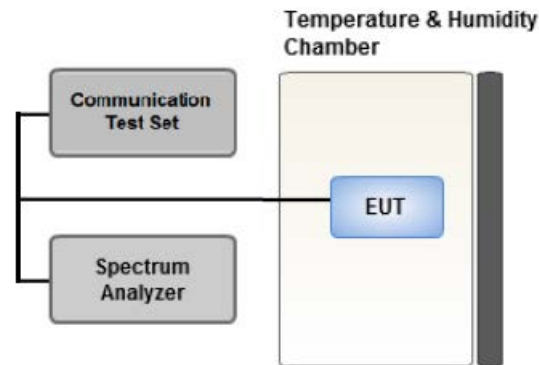 Temperature & Humidity
Chamber
Communication
Test Set
EUT
Spectrum
Analyzer